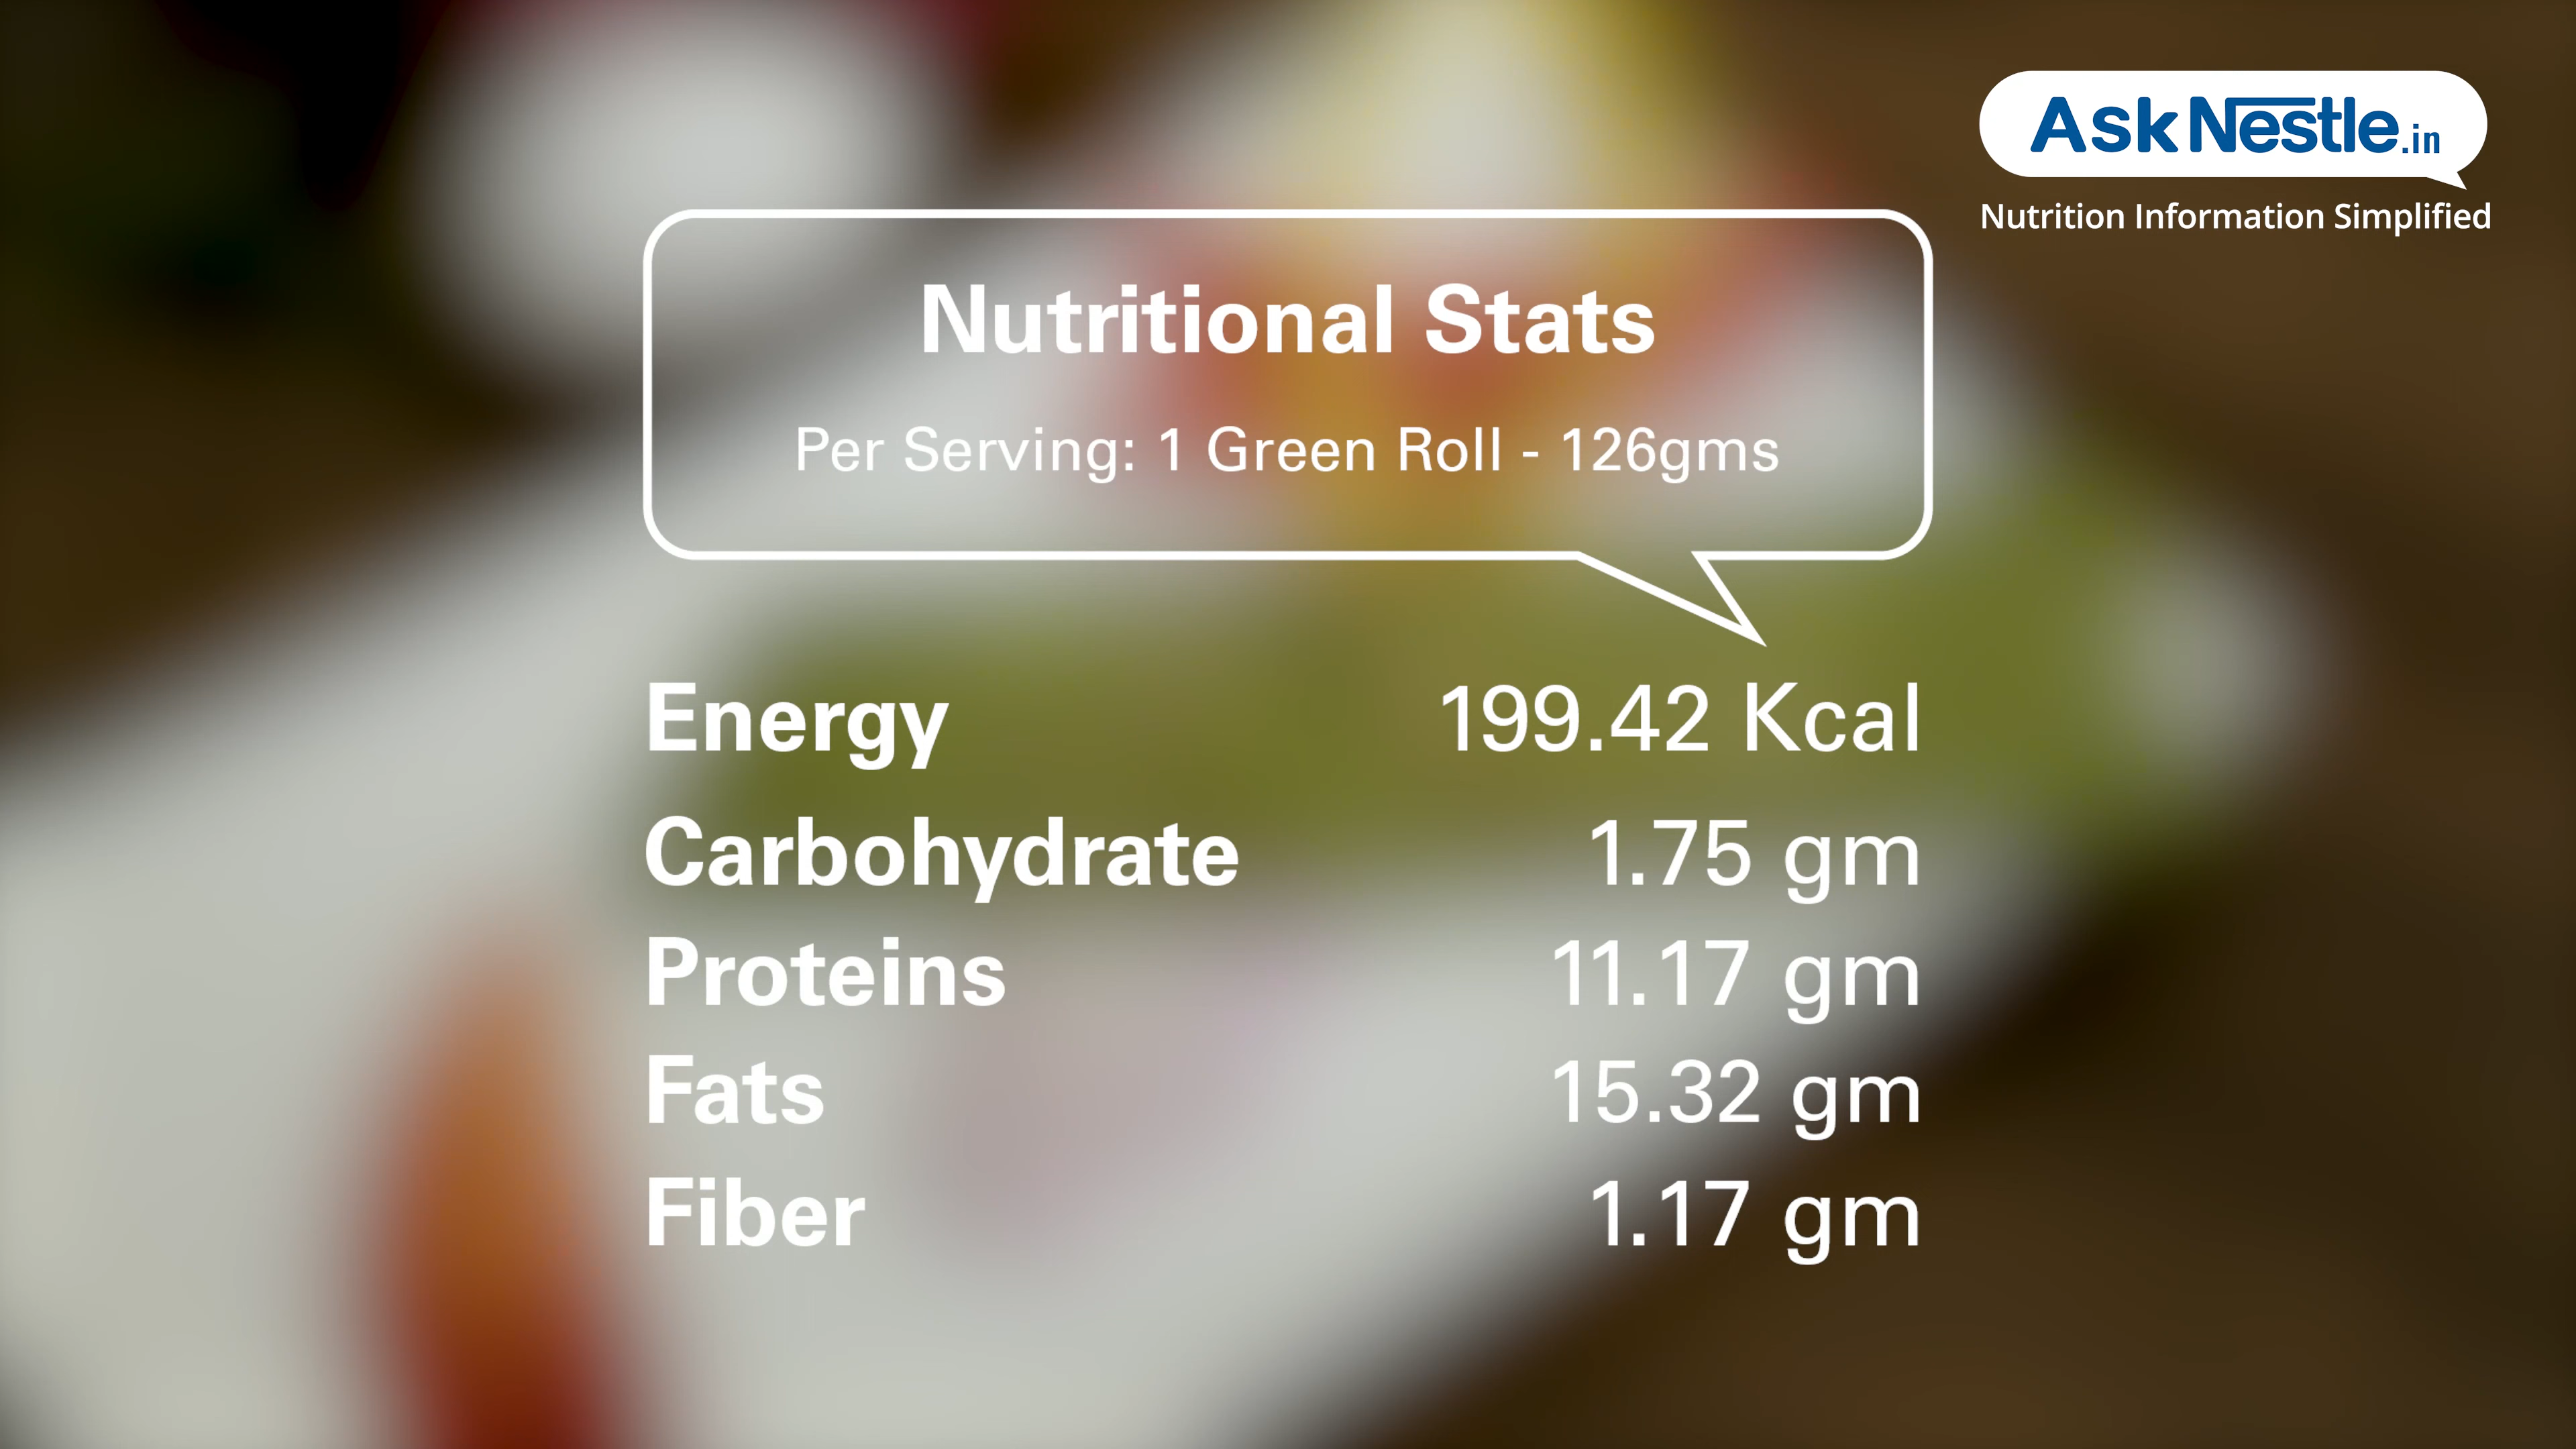 AskNestle.in
Nutrition Information Simplified
Nutritional Stats
Per Serving: 1 Green Roll - 126gms
Energy 199.42 Kcal
Carbohydrate 1.75 gm
Proteins 11.17 gm
Fats 15.32 gm
Fiber 1.17 gm